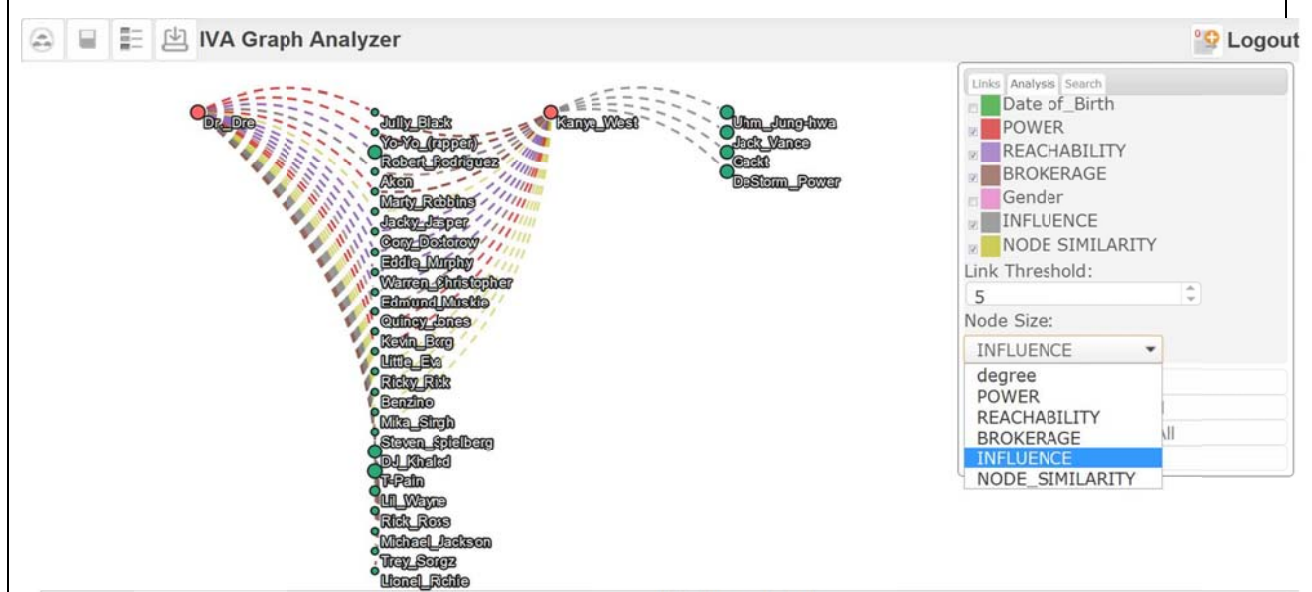 IVA Graph Analyzer
Logout
Dr_Dre
Jully_Black
Yo-Yo_(rapper)
Robert_Rodriguez
Akon
Marty_Robbins
Jacky_Jasper
Cory_Doctorow
Eddie_Murphy
Warren_Christopher
Edmund_Muskie
Quincy_Jones
Kevin_Borg
Little_Eva
Ricky_Rick
Benzino
Mika_Singh
Steven_Spielberg
DJ_Khaled
T-Pain
Lil_Wayne
Rick_Ross
Michael_Jackson
Trey_Songz
Lionel_Richie
Kanye_West
Uhm_Jung-hwa
Jack_Vance
Gackt
DeStorm_Power
Links Analysis Search
Date of_Birth
POWER
REACHABILITY
BROKERAGE
Gender
INFLUENCE
NODE SIMILARITY
Link Threshold:
5
Node Size:
INFLUENCE
degree
POWER
REACHABILITY
BROKERAGE
All
INFLUENCE
NODE_SIMILARITY